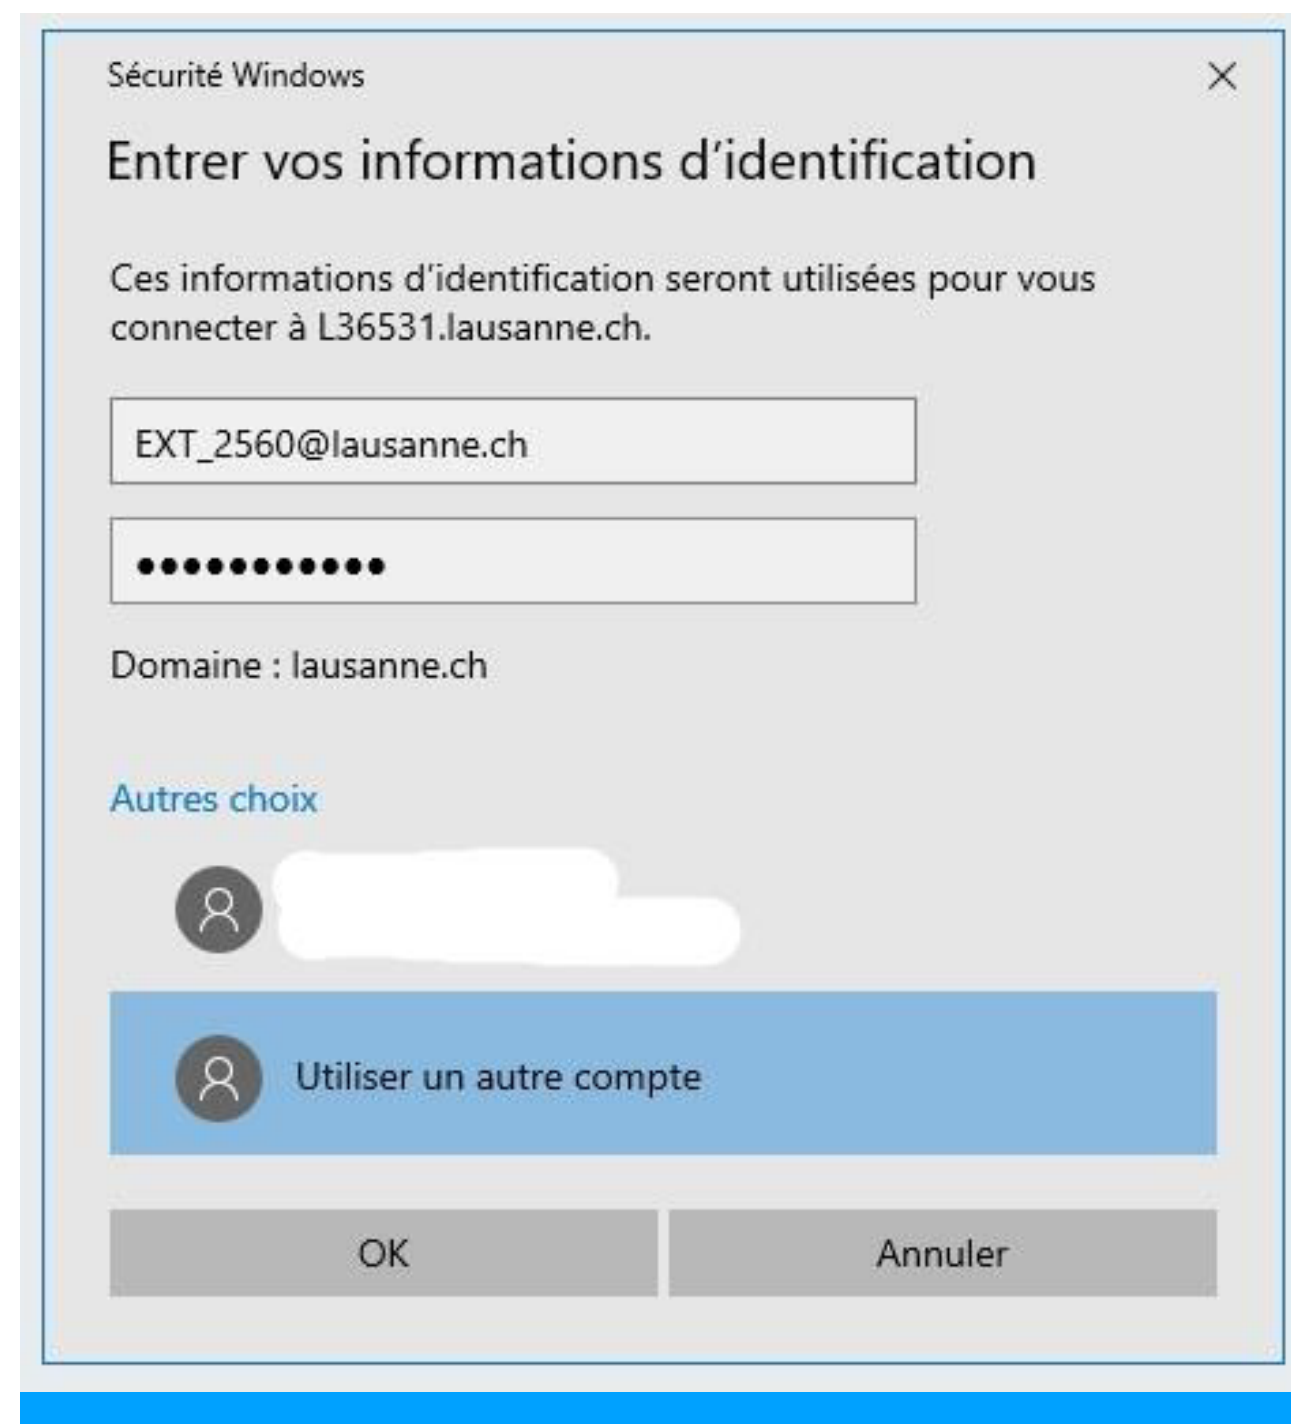 Sécurité Windows
Entrer vos informations d’identification
Ces informations d’identification seront utilisées pour vous
connecter à L36531.lausanne.ch.
EXT_2560@lausanne.ch
●●●●●●●●●●●
Domaine : lausanne.ch
Autres choix
Utiliser un autre compte
OK
Annuler